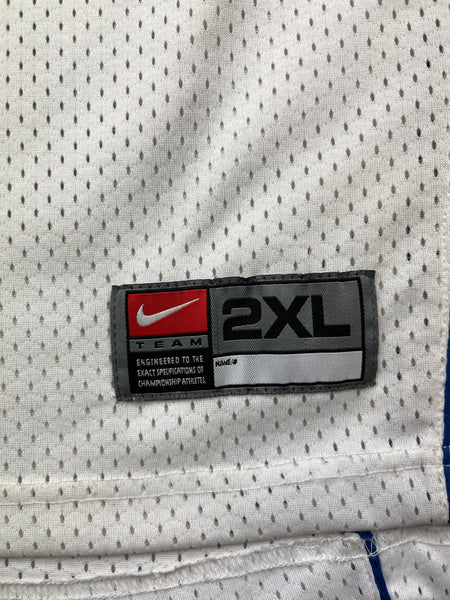 2XL
TEAM
ENGINEERED TO THE
EXACT SPECIFICATIONS OF
CHAMPIONSHIP ATHLETES.
NAME/#